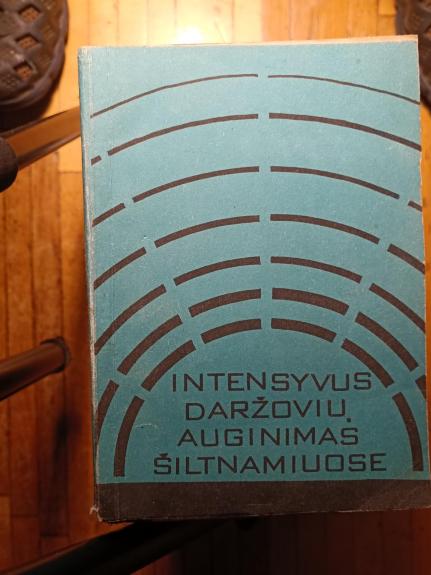 INTENSYVUS
DARŽOVIŲ
AUGINIMAS
ŠILTNAMIUOSE